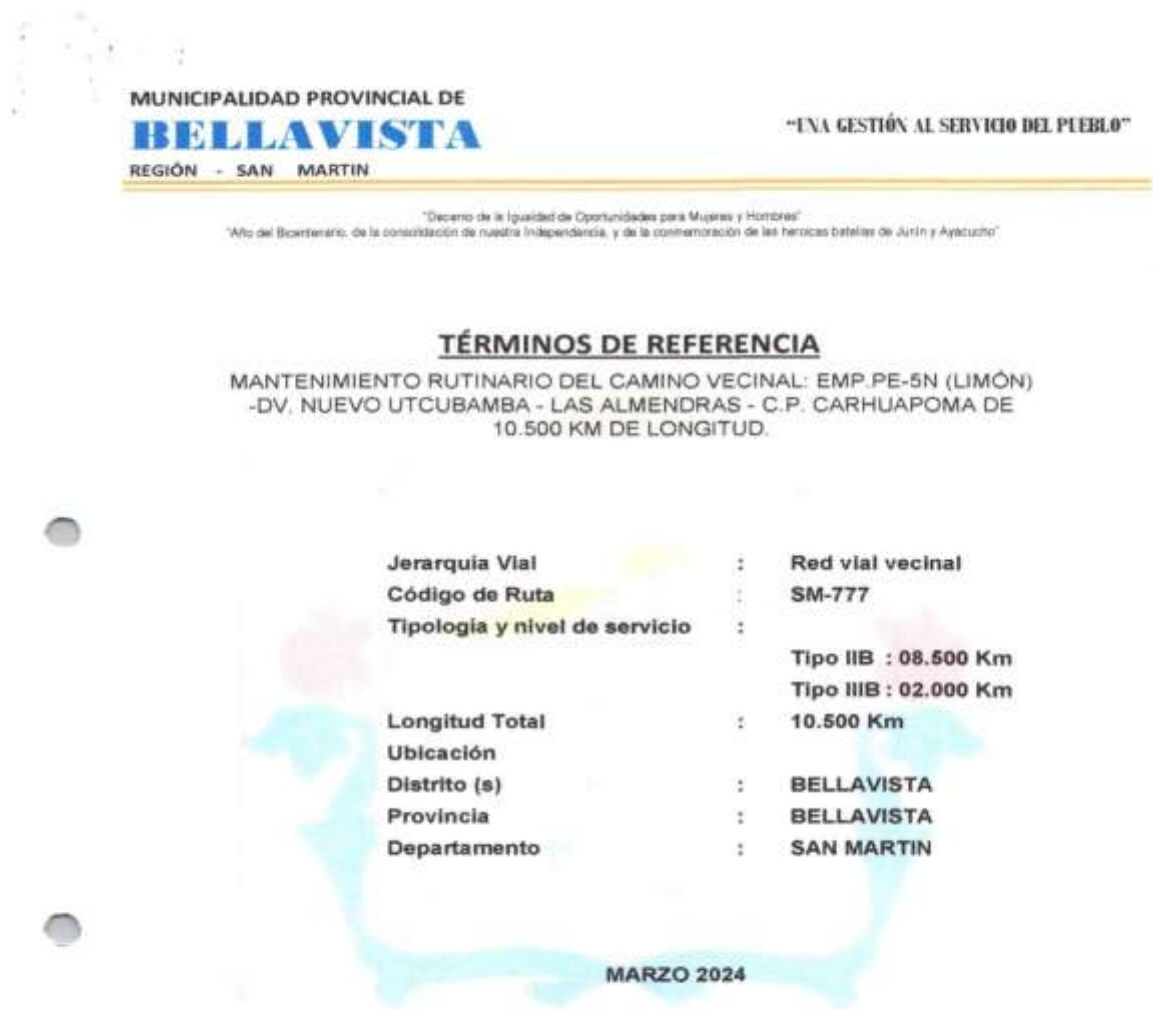 MUNICIPALIDAD PROVINCIAL DE
BELLAVISTA
REGIÓN - SAN MARTIN
"UNA GESTIÓN AL SERVICIO DEL PUEBLO"
"Decenio de la Igualdad de Oportunidades para Mujeres y Hombres"
"Año del Bicentenario, de la consolidación de nuestra Independencia, y de la conmemoración de las heroicas batallas de Junín y Ayacucho"
TÉRMINOS DE REFERENCIA
MANTENIMIENTO RUTINARIO DEL CAMINO VECINAL: EMP.PE-5N (LIMÓN)
-DV. NUEVO UTCUBAMBA - LAS ALMENDRAS - C.P. CARHUAPOMA DE
10.500 KM DE LONGITUD.
Jerarquia Vial : Red vial vecinal
Código de Ruta : SM-777
Tipologia y nivel de servicio :
Tipo IIB : 08.500 Km
Tipo IIIB : 02.000 Km
Longitud Total : 10.500 Km
Ubicación
Distrito (s) : BELLAVISTA
Provincia : BELLAVISTA
Departamento : SAN MARTIN
MARZO 2024